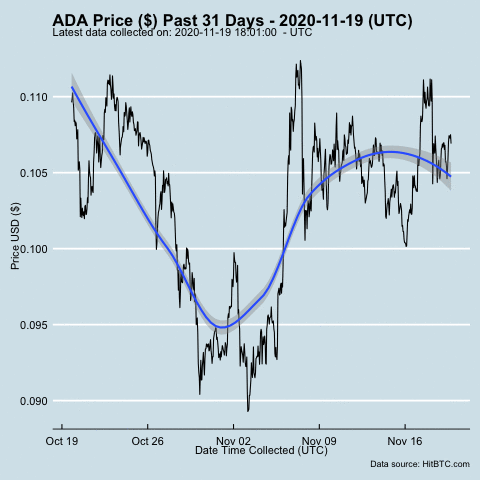 ADA Price ($) Past 31 Days - 2020-11-19 (UTC)
Latest data collected on: 2020-11-19 18:01:00  - UTC
Price USD ($)
0.110
0.105
0.100
0.095
0.090
Oct 19 Oct 26 Nov 02 Nov 09 Nov 16
Date Time Collected (UTC)
Data source: HitBTC.com